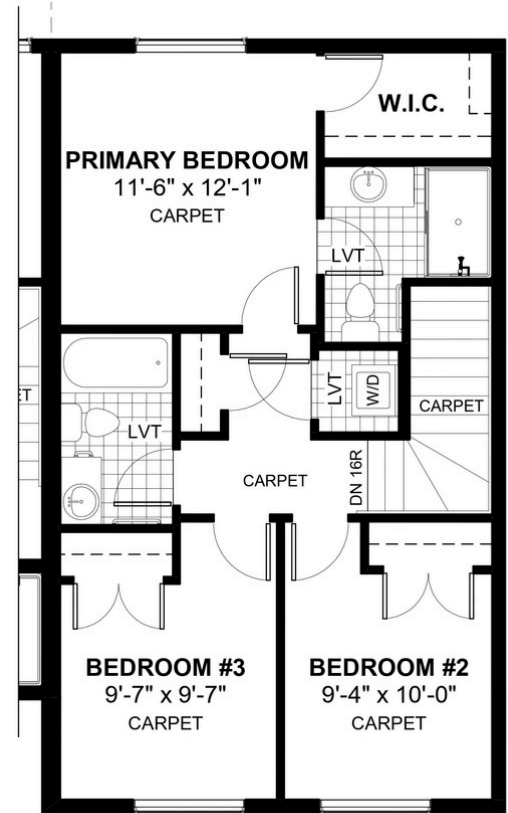 W.I.C.
PRIMARY BEDROOM
11'-6" x 12'-1"
CARPET
LVT
LVT
W/D
CARPET
LVT
CARPET
DN 16R
BEDROOM #3
9'-7" x 9'-7"
CARPET
BEDROOM #2
9'-4" x 10'-0"
CARPET